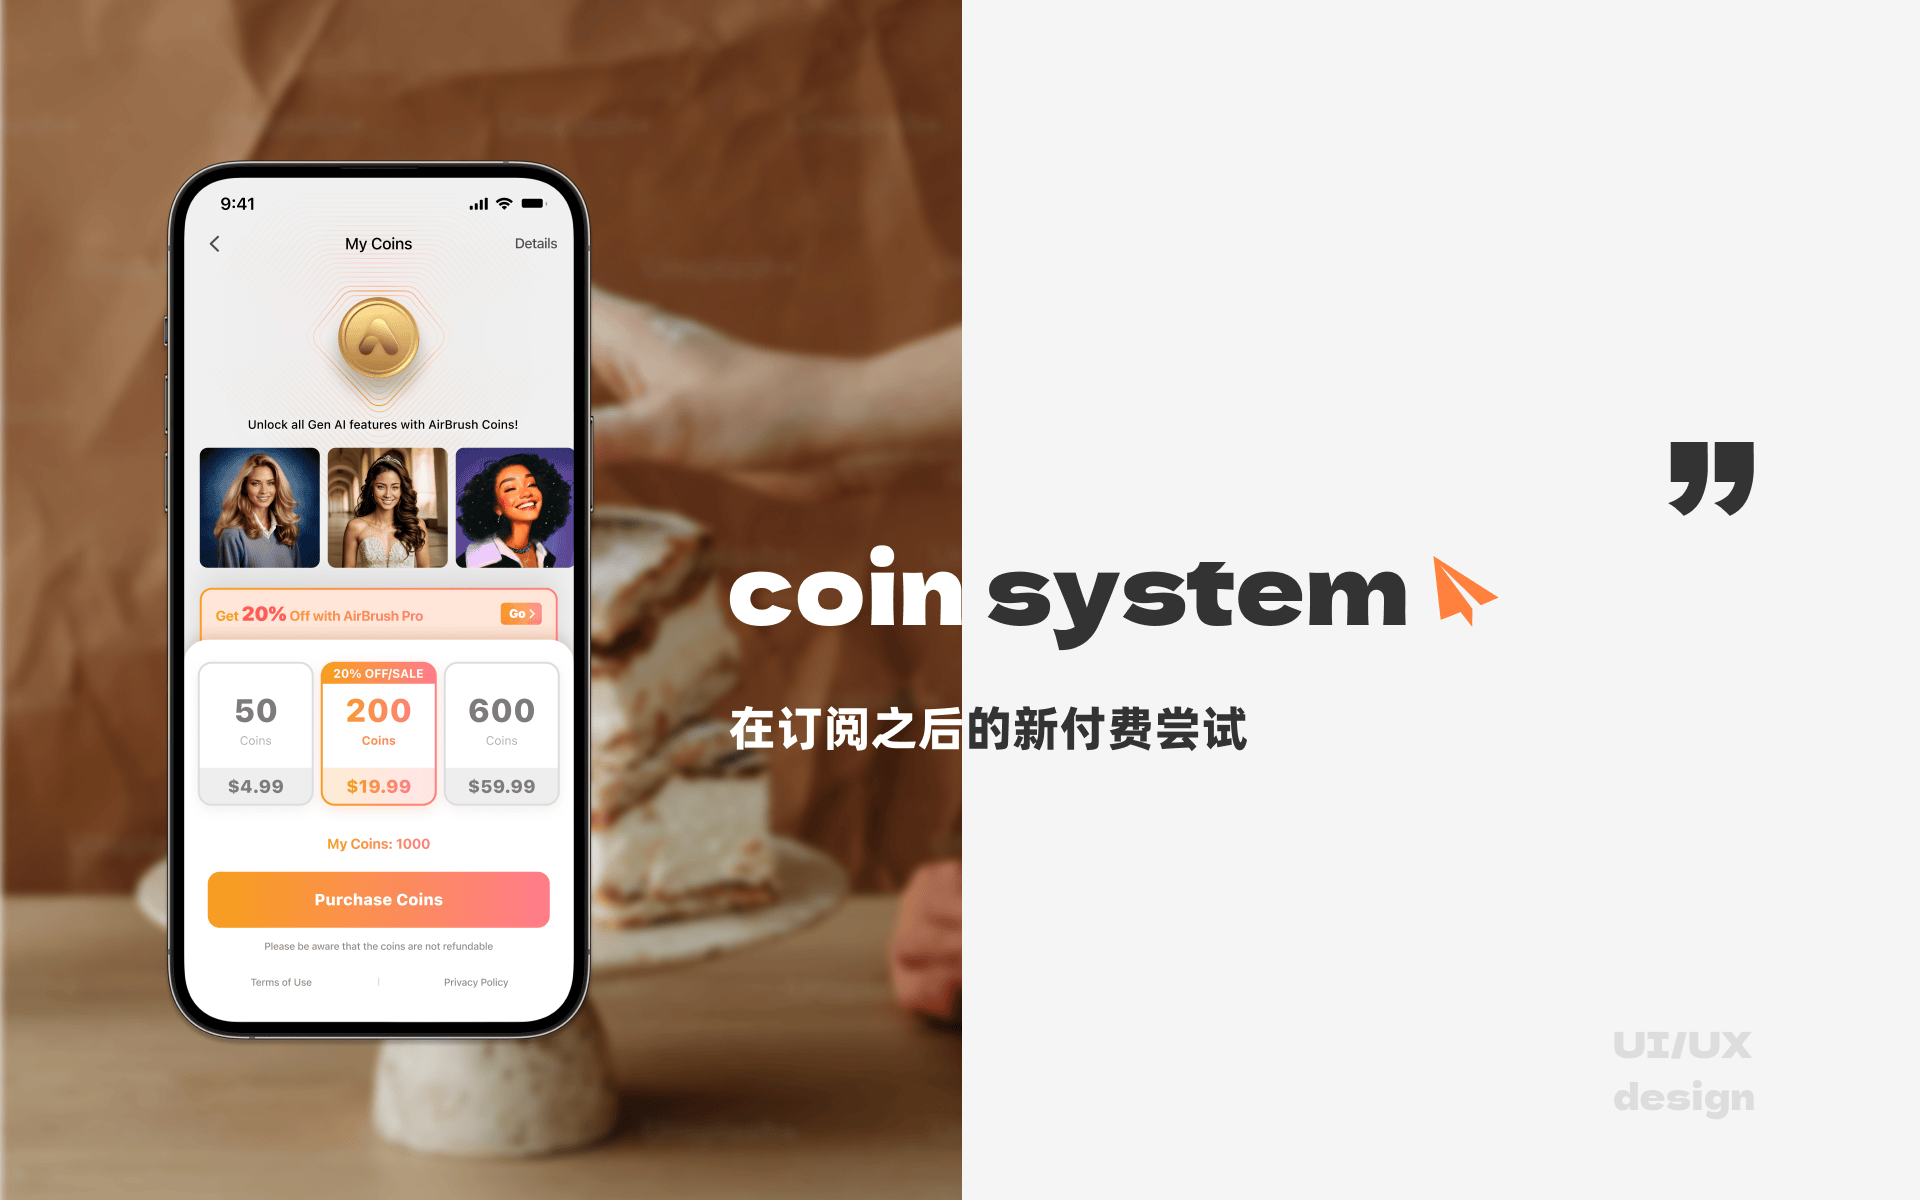 9:41
My Coins
Details
Unlock all Gen AI features with AirBrush Coins!
Get 20% Off with AirBrush Pro
Go
20% OFF/SALE
50
Coins
$4.99
200
Coins
$19.99
600
Coins
$59.99
My Coins: 1000
Purchase Coins
Please be aware that the coins are not refundable
Terms of Use
Privacy Policy
”
coin system
在订阅之后的新付费尝试
UI/UX
design